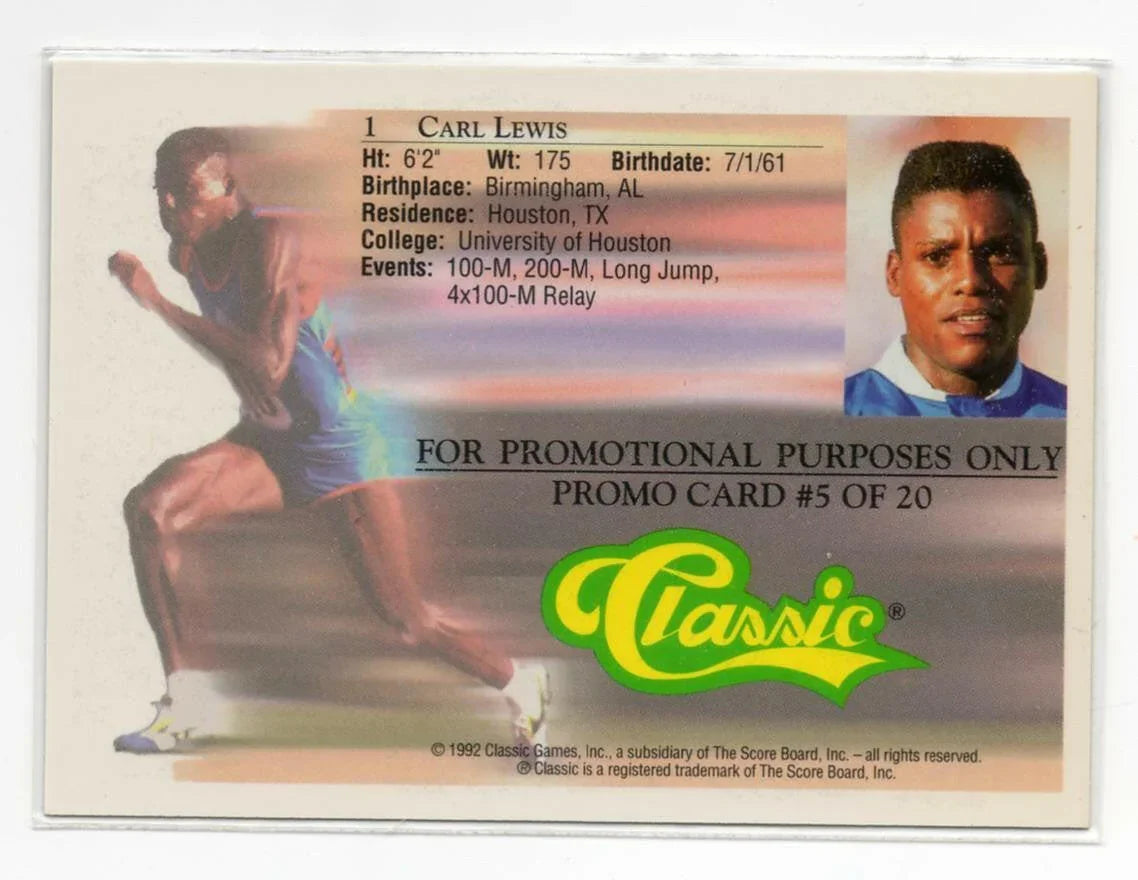 1 CARL LEWIS
Ht: 6'2" Wt: 175 Birthdate: 7/1/61
Birthplace: Birmingham, AL
Residence: Houston, TX
College: University of Houston
Events: 100-M, 200-M, Long Jump,
4x100-M Relay
FOR PROMOTIONAL PURPOSES ONLY
PROMO CARD #5 OF 20
Classic®
© 1992 Classic Games, Inc., a subsidiary of The Score Board, Inc. – all rights reserved.
® Classic is a registered trademark of The Score Board, Inc.